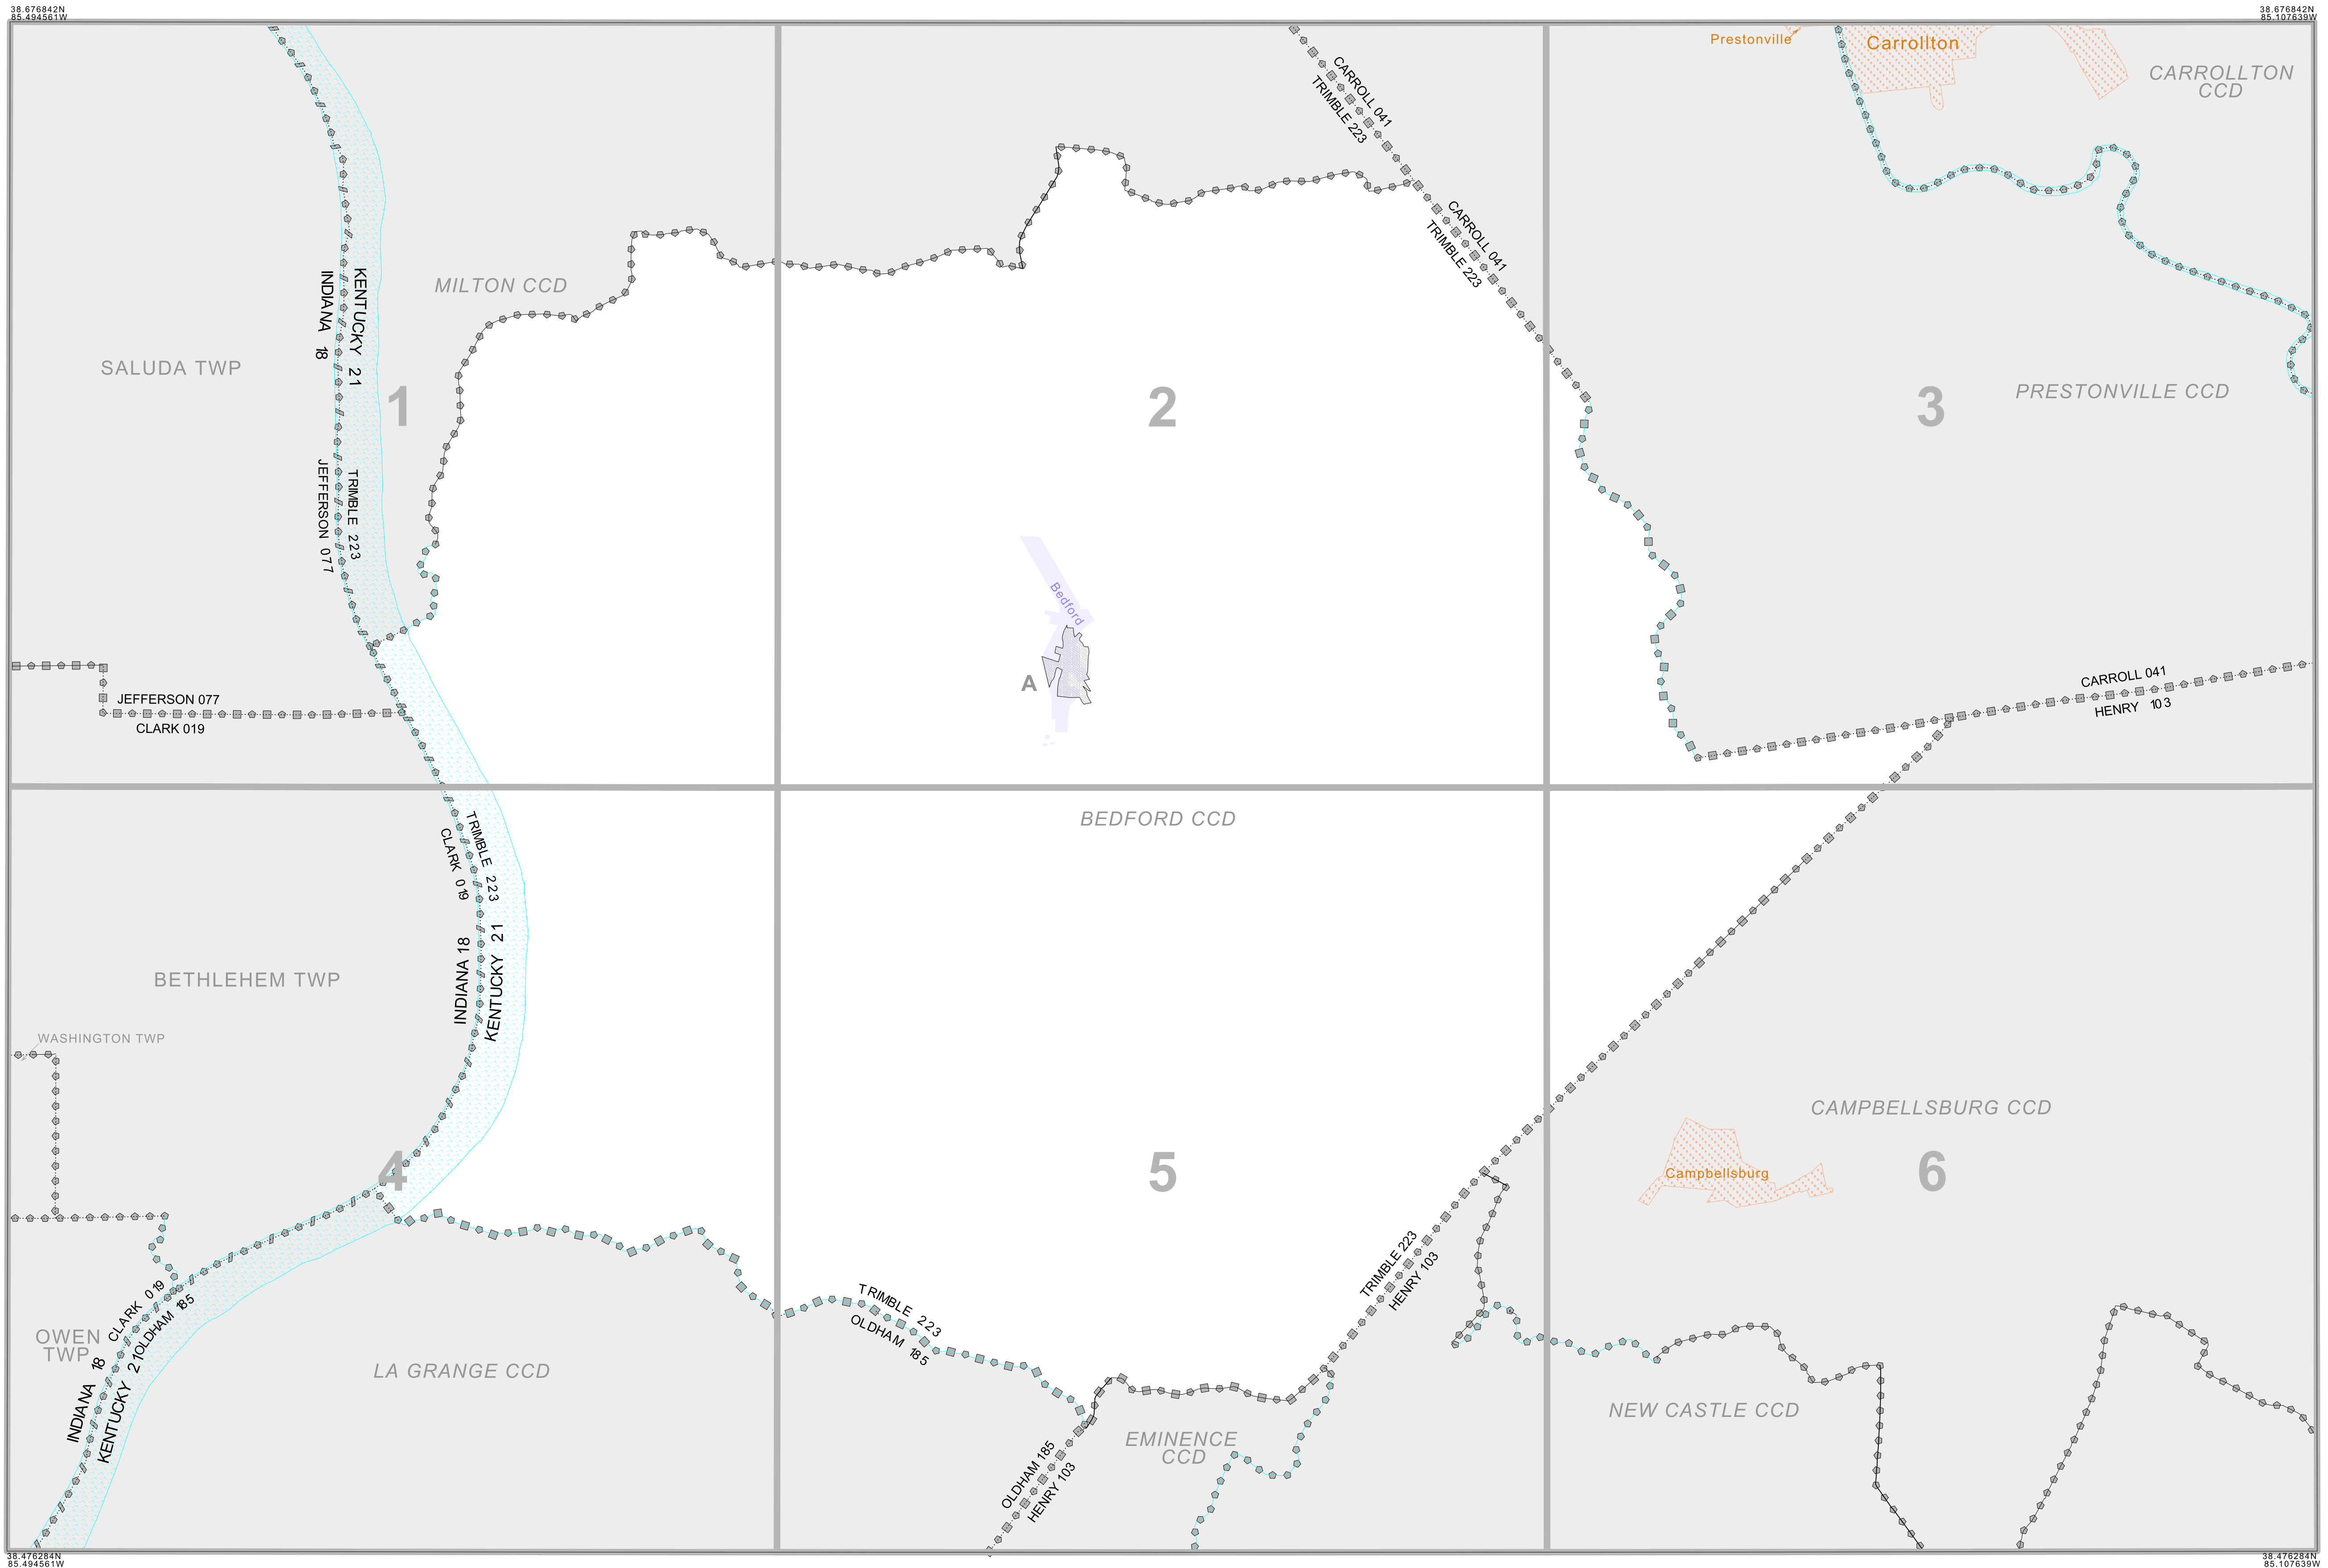 38.676842N
85.494561W
38.676842N
85.107639W
Prestonville
Carrollton
CARROLLTON
CCD
CARROLL 041
TRIMBLE 223
CARROLL 041
TRIMBLE 223
MILTON CCD
KENTUCKY 21
INDIANA 18
SALUDA TWP
1
2
3
PRESTONVILLE CCD
TRIMBLE 223
JEFFERSON 077
Bedford
A
JEFFERSON 077
CLARK 019
CARROLL 041
HENRY 103
BEDFORD CCD
TRIMBLE 223
CLARK 019
INDIANA 18
KENTUCKY 21
BETHLEHEM TWP
WASHINGTON TWP
CAMPBELLSBURG CCD
4
5
Campbellsburg
6
TRIMBLE 223
HENRY 103
CLARK 019
OLDHAM 185
TRIMBLE 223
OLDHAM 185
OWEN
TWP
INDIANA 18
KENTUCKY 21
LA GRANGE CCD
NEW CASTLE CCD
EMINENCE
CCD
OLDHAM 185
HENRY 103
38.476284N
85.494561W
38.476284N
85.107639W